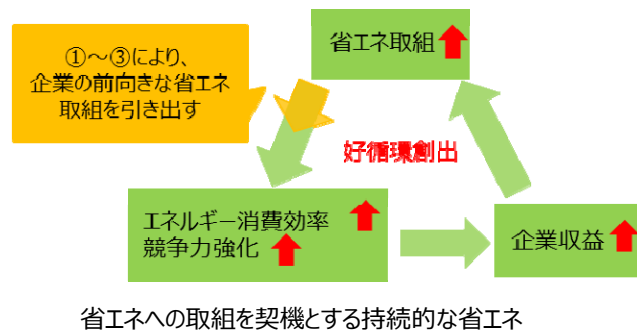 省エネ取組
①～③により、
企業の前向きな省エネ
取組を引き出す
好循環創出
エネルギー消費効率
競争力強化
企業収益
省エネへの取組を契機とする持続的な省エネ